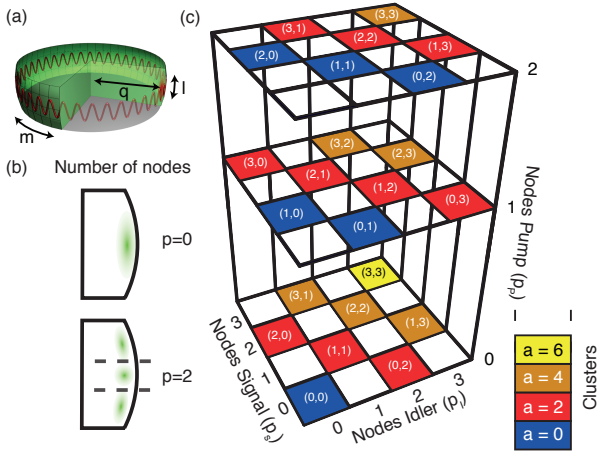 (a)
q
l
m
(b)
Number of nodes
p=0
p=2
(c)
(3,3)
(3,1)
(2,2)
(1,3)
(2,0)
(1,1)
(0,2)
2
(3,2)
(2,3)
(3,0)
(2,1)
(1,2)
(0,3)
(1,0)
(0,1)
1
(3,3)
(3,1)
(2,2)
(1,3)
(2,0)
(1,1)
(0,2)
(0,0)
0
Nodes Pump (pP)
3
2
1
0
Nodes Signal (ps)
0
1
2
3
Nodes Idler (pi)
a = 6
a = 4
a = 2
a = 0
Clusters